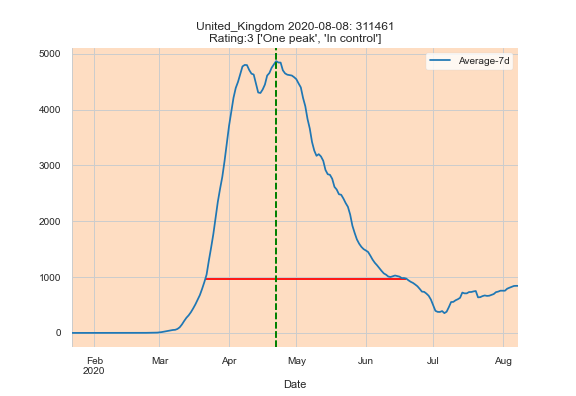 United_Kingdom 2020-08-08: 311461
Rating:3 ['One peak', 'In control']
Average-7d
5000
4000
3000
2000
1000
0
Feb
2020
Mar
Apr
May
Jun
Jul
Aug
Date